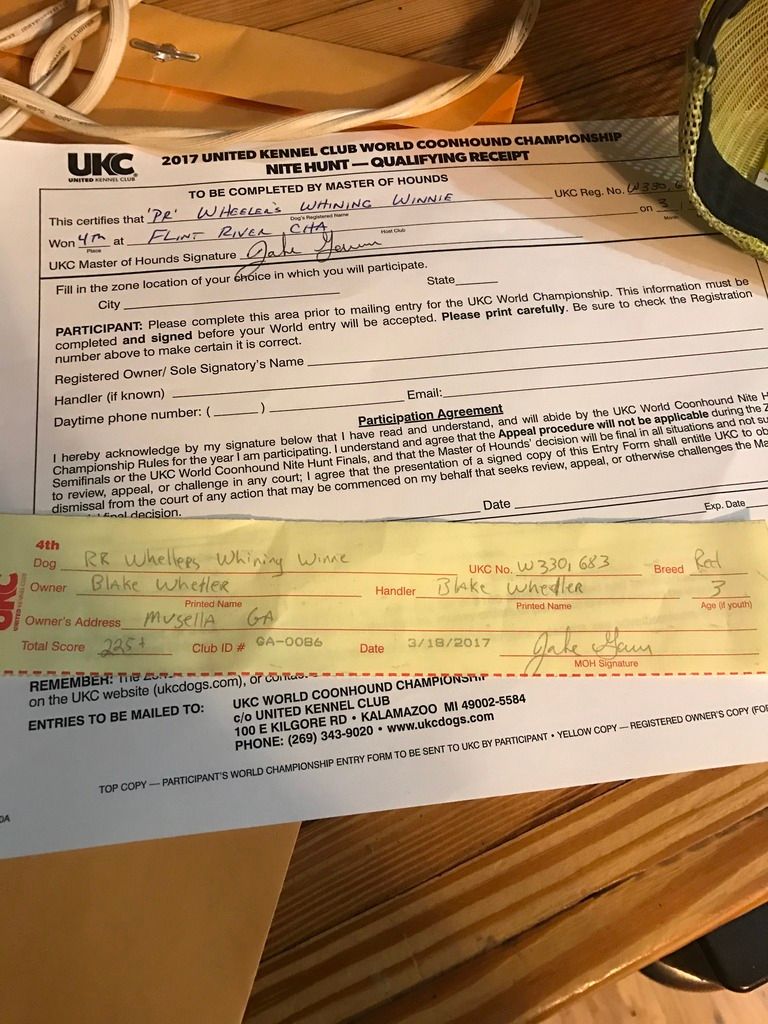 UKC
UNITED KENNEL CLUB
2017 UNITED KENNEL CLUB WORLD COONHOUND CHAMPIONSHIP
NITE HUNT — QUALIFYING RECEIPT
TO BE COMPLETED BY MASTER OF HOUNDS
This certifies that 'PR' WHEELER'S WHINING WINNIE UKC Reg. No. W330,6
Dog's Registered Name
Won 4TH at FLINT RIVER CHA on 3
Place Host Club Month
UKC Master of Hounds Signature
Fill in the zone location of your choice in which you will participate.
City State
PARTICIPANT: Please complete this area prior to mailing entry for the UKC World Championship. This information must be
completed and signed before your World entry will be accepted. Please print carefully. Be sure to check the Registration
number above to make certain it is correct.
Registered Owner/ Sole Signatory's Name
Handler (if known) Email:
Daytime phone number: ( )
Participation Agreement
I hereby acknowledge by my signature below that I have read and understand, and will abide by the UKC World Coonhound Nite H
Championship Rules for the year I am participating. I understand and agree that the Appeal procedure will not be applicable during the Z
Semifinals or the UKC World Coonhound Nite Hunt Finals, and that the Master of Hounds' decision will be final in all situations and not su
to review, appeal, or challenge in any court; I agree that the presentation of a signed copy of this Entry Form shall entitle UKC to ob
dismissal from the court of any action that may be commenced on my behalf that seeks review, appeal, or otherwise challenges the Ma
final decision.
Date Exp. Date
4th
Dog RR Whellers Whining Winne UKC No. W330,683 Breed Red
UKC
Owner Blake Wheeler Handler Blake Wheeler 3
Printed Name Printed Name Age (if youth)
Owner's Address Musella GA
Total Score 225+ Club ID # GA-0086 Date 3/18/2017
MOH Signature
REMEMBER: The
on the UKC website (ukcdogs.com), or
ENTRIES TO BE MAILED TO: UKC WORLD COONHOUND CHAMPIONSHIP
c/o UNITED KENNEL CLUB
100 E KILGORE RD • KALAMAZOO MI 49002-5584
PHONE: (269) 343-9020 • www.ukcdogs.com
TOP COPY — PARTICIPANT'S WORLD CHAMPIONSHIP ENTRY FORM TO BE SENT TO UKC BY PARTICIPANT • YELLOW COPY — REGISTERED OWNER'S COPY (FO
0A